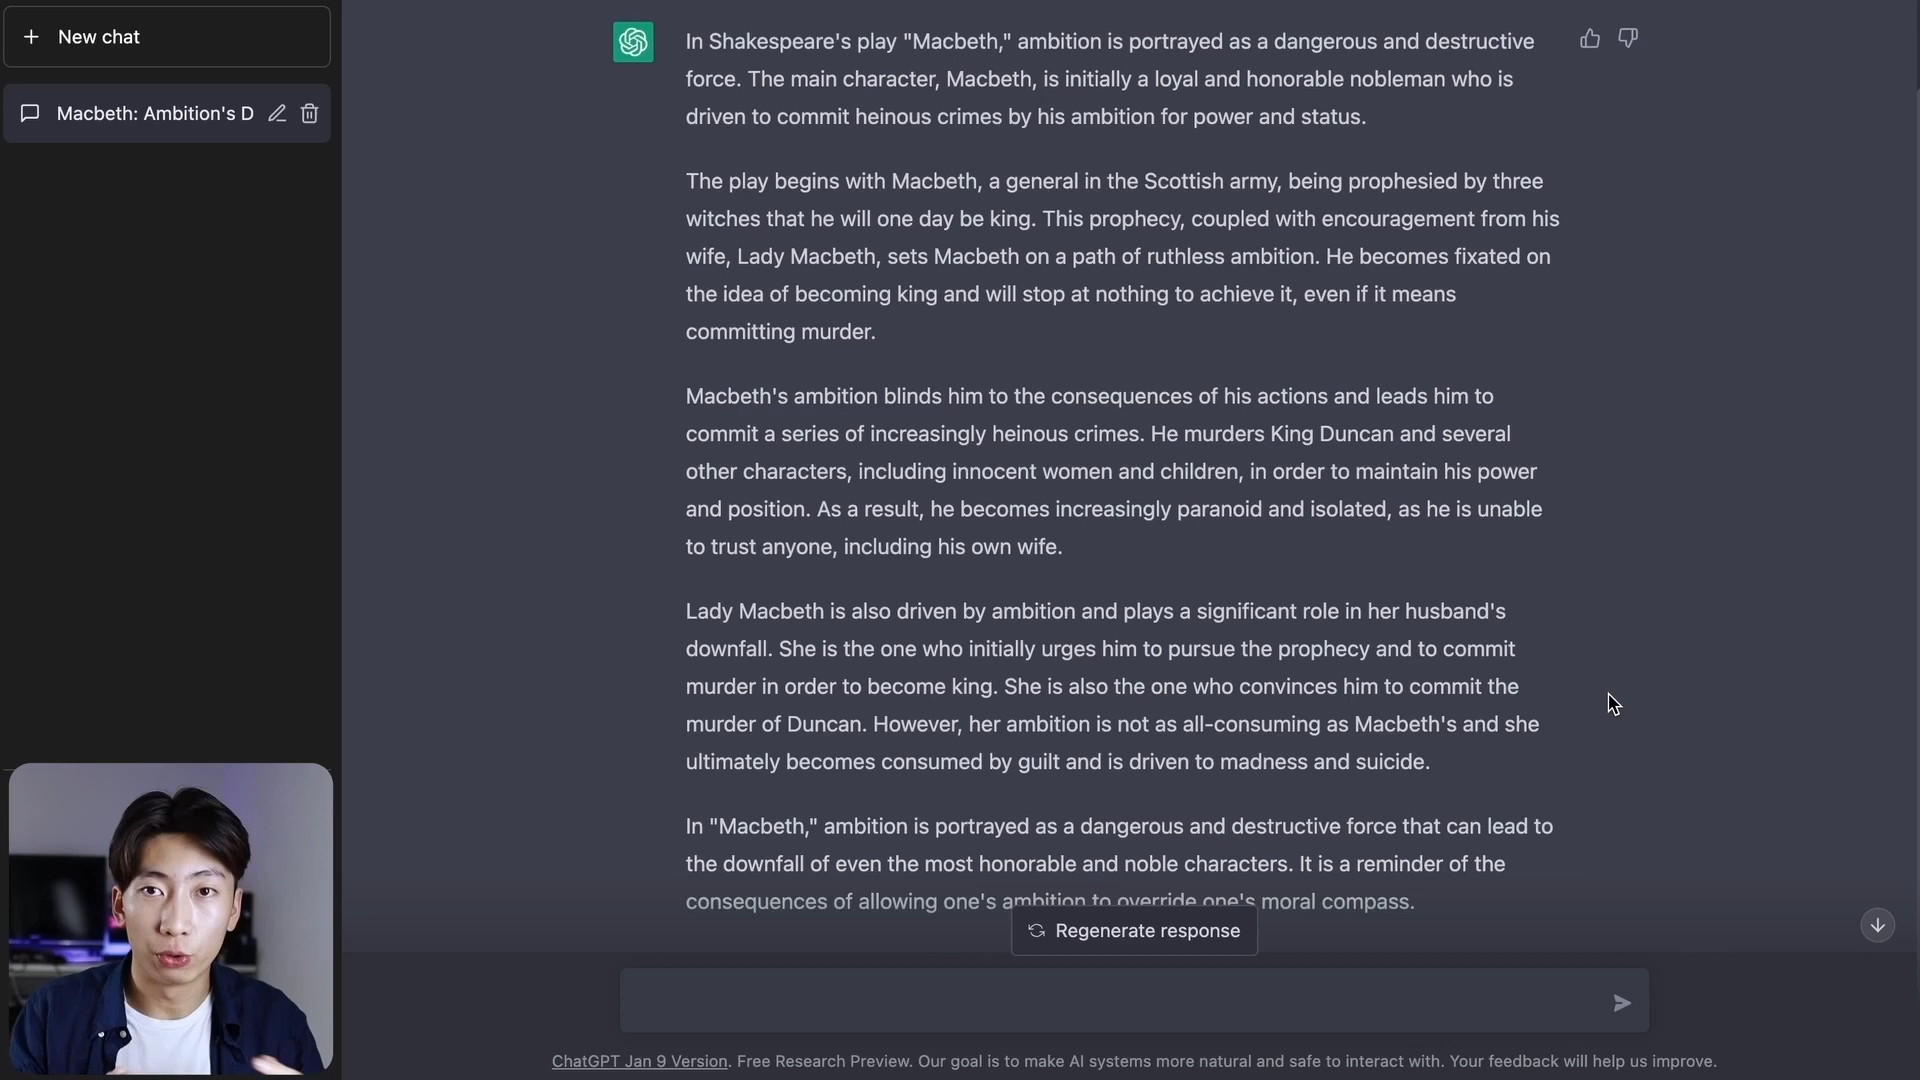 New chat
Macbeth: Ambition's D
In Shakespeare's play "Macbeth," ambition is portrayed as a dangerous and destructive
force. The main character, Macbeth, is initially a loyal and honorable nobleman who is
driven to commit heinous crimes by his ambition for power and status.
The play begins with Macbeth, a general in the Scottish army, being prophesied by three
witches that he will one day be king. This prophecy, coupled with encouragement from his
wife, Lady Macbeth, sets Macbeth on a path of ruthless ambition. He becomes fixated on
the idea of becoming king and will stop at nothing to achieve it, even if it means
committing murder.
Macbeth's ambition blinds him to the consequences of his actions and leads him to
commit a series of increasingly heinous crimes. He murders King Duncan and several
other characters, including innocent women and children, in order to maintain his power
and position. As a result, he becomes increasingly paranoid and isolated, as he is unable
to trust anyone, including his own wife.
Lady Macbeth is also driven by ambition and plays a significant role in her husband's
downfall. She is the one who initially urges him to pursue the prophecy and to commit
murder in order to become king. She is also the one who convinces him to commit the
murder of Duncan. However, her ambition is not as all-consuming as Macbeth's and she
ultimately becomes consumed by guilt and is driven to madness and suicide.
In "Macbeth," ambition is portrayed as a dangerous and destructive force that can lead to
the downfall of even the most honorable and noble characters. It is a reminder of the
consequences of allowing one's ambition to override one's moral compass.
Regenerate response
ChatGPT Jan 9 Version. Free Research Preview. Our goal is to make AI systems more natural and safe to interact with. Your feedback will help us improve.